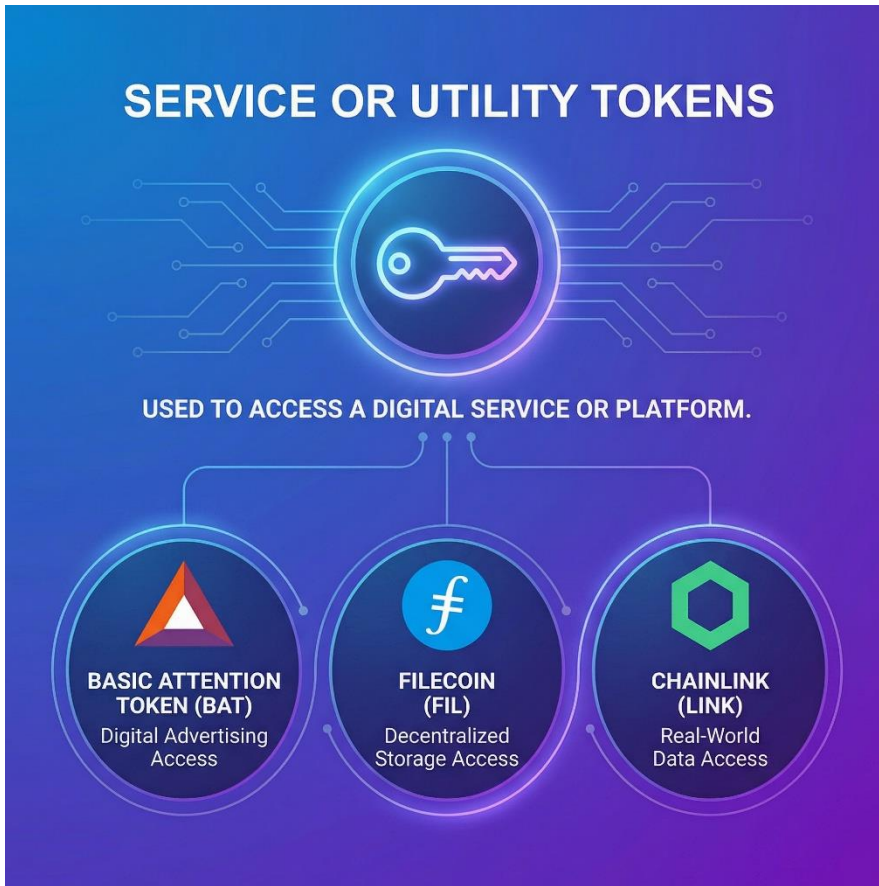 SERVICE OR UTILITY TOKENS
USED TO ACCESS A DIGITAL SERVICE OR PLATFORM.
BASIC ATTENTION
TOKEN (BAT)
Digital Advertising
Access
FILECOIN
(FIL)
Decentralized
Storage Access
CHAINLINK
(LINK)
Real-World
Data Access